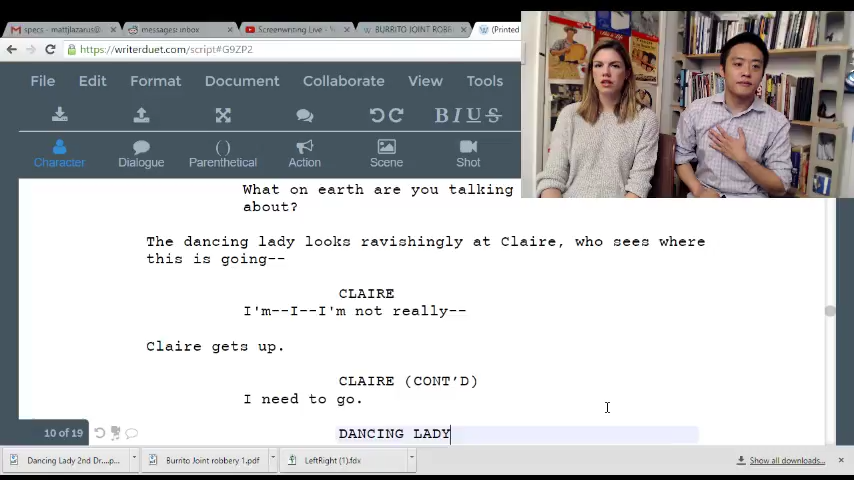 specs - mattjlazarus@
messages: inbox
Screenwriting Live -
BURRITO JOINT ROBB
(Printed
https://writerduet.com/script#G9ZP2
File Edit Format Document Collaborate View Tools
B I U S
Character Dialogue Parenthetical Action Scene Shot
What on earth are you talking
about?
The dancing lady looks ravishingly at Claire, who sees where
this is going--
CLAIRE
I'm--I--I'm not really--
Claire gets up.
CLAIRE (CONT'D)
I need to go.
DANCING LADY
10 of 19
Dancing Lady 2nd Dr....p...
Burrito Joint robbery 1.pdf
LeftRight (1).fdx
Show all downloads...